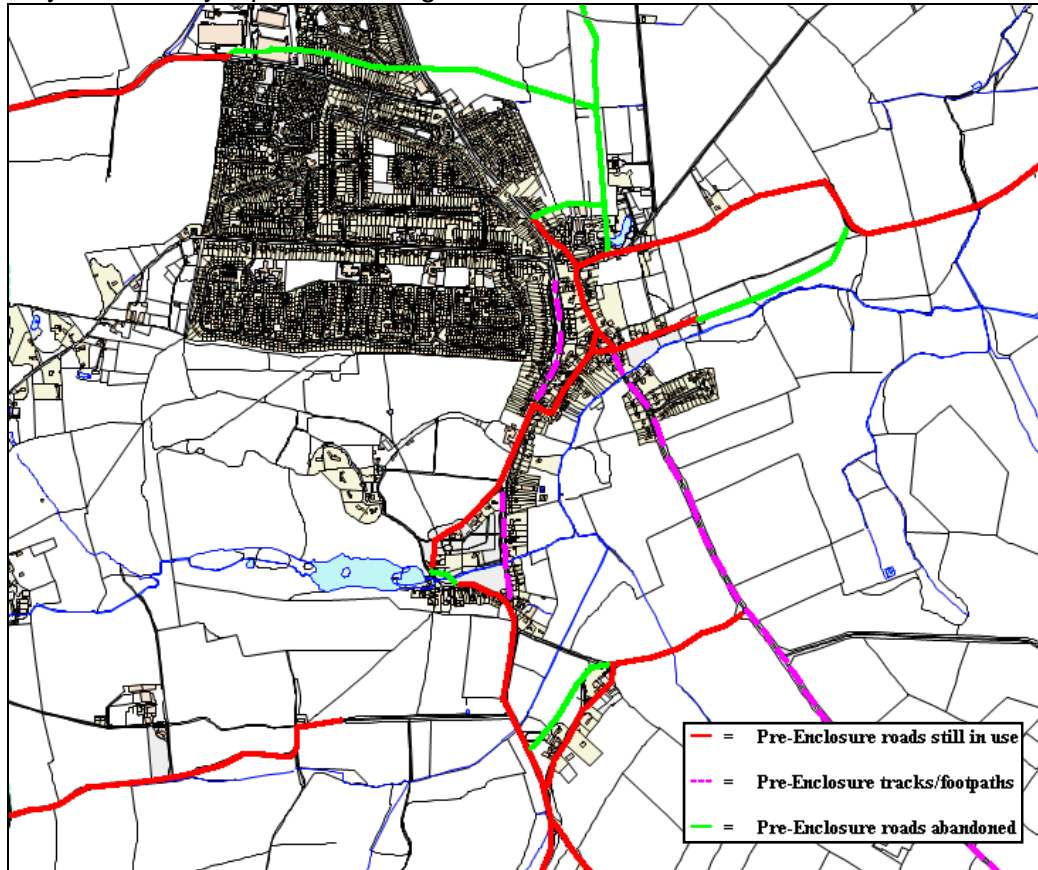 = Pre-Enclosure roads still in use
= Pre-Enclosure tracks/footpaths
= Pre-Enclosure roads abandoned